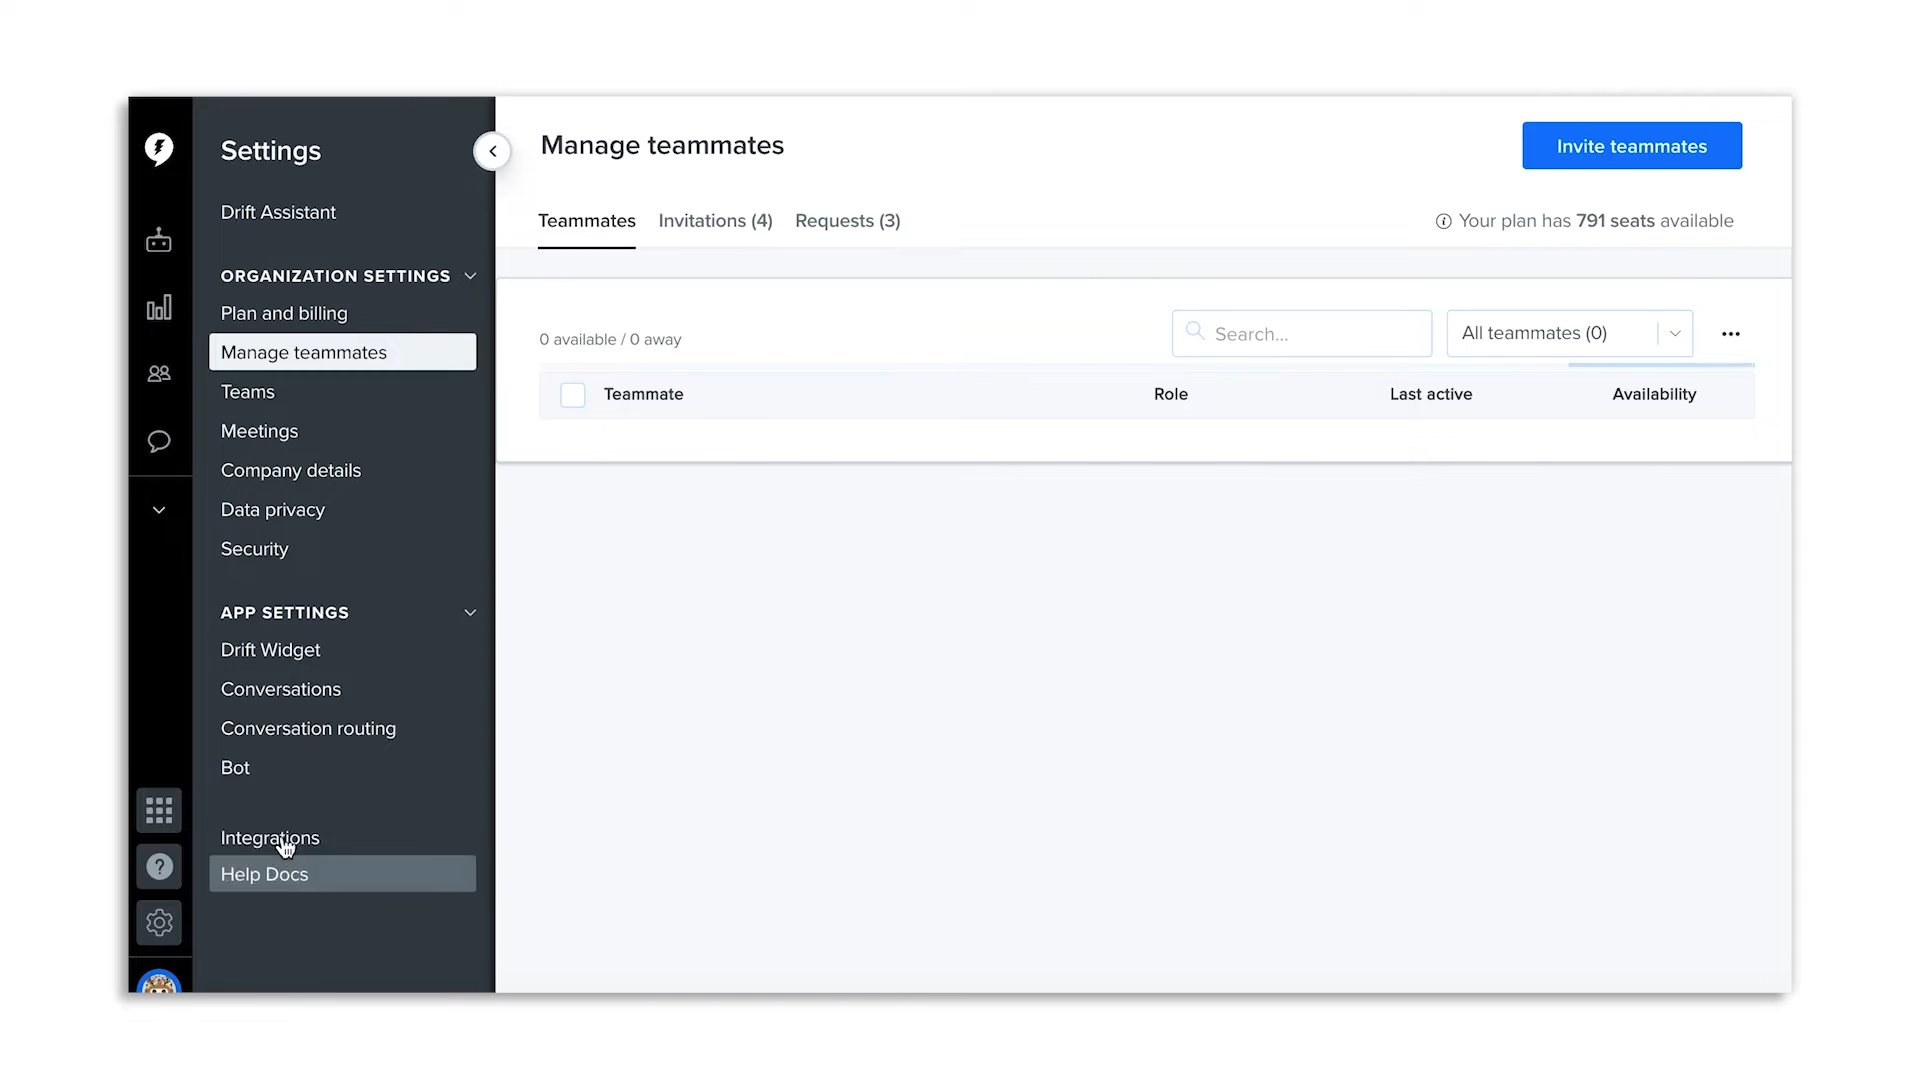 Settings
Drift Assistant
ORGANIZATION SETTINGS
Plan and billing
Manage teammates
Teams
Meetings
Company details
Data privacy
Security
APP SETTINGS
Drift Widget
Conversations
Conversation routing
Bot
Integrations
Help Docs
Manage teammates
Invite teammates
Teammates Invitations (4) Requests (3)
Your plan has 791 seats available
0 available / 0 away
Search...
All teammates (0)
Teammate Role Last active Availability